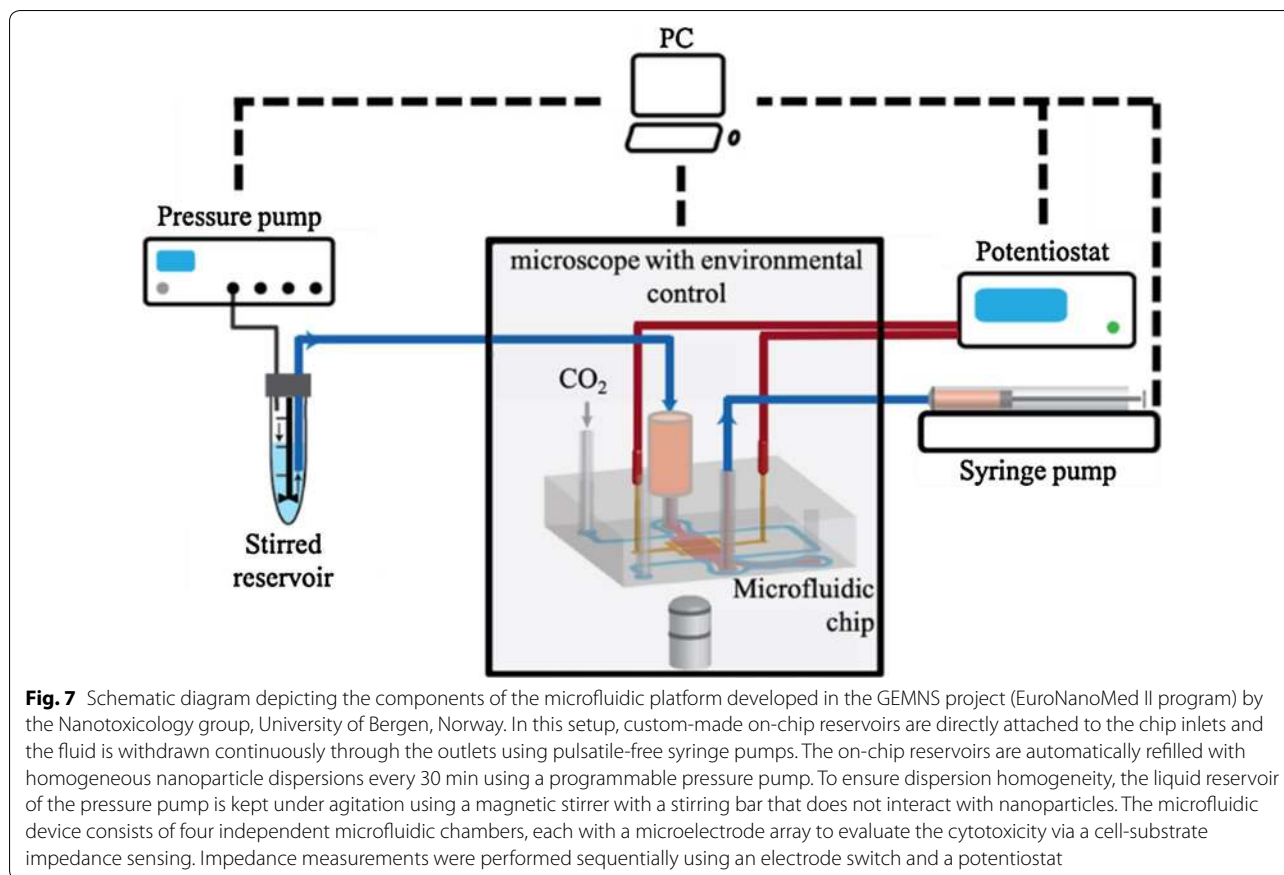 PC
Pressure pump
microscope with environmental
control
Potentiostat
CO₂
Syringe pump
Stirred
reservoir
Microfluidic
chip
Fig. 7 Schematic diagram depicting the components of the microfluidic platform developed in the GEMNS project (EuroNanoMed II program) by
the Nanotoxicology group, University of Bergen, Norway. In this setup, custom-made on-chip reservoirs are directly attached to the chip inlets and
the fluid is withdrawn continuously through the outlets using pulsatile-free syringe pumps. The on-chip reservoirs are automatically refilled with
homogeneous nanoparticle dispersions every 30 min using a programmable pressure pump. To ensure dispersion homogeneity, the liquid reservoir
of the pressure pump is kept under agitation using a magnetic stirrer with a stirring bar that does not interact with nanoparticles. The microfluidic
device consists of four independent microfluidic chambers, each with a microelectrode array to evaluate the cytotoxicity via a cell-substrate
impedance sensing. Impedance measurements were performed sequentially using an electrode switch and a potentiostat